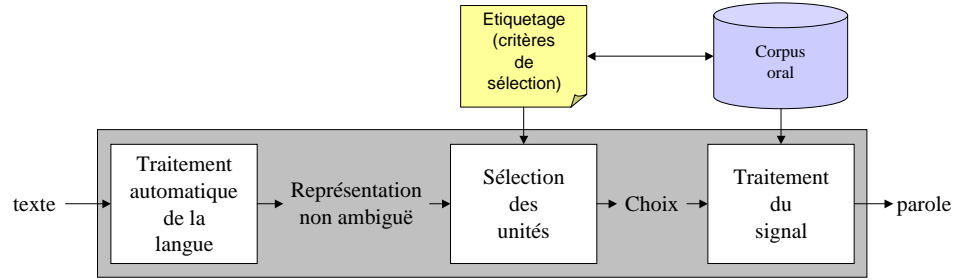 Etiquetage
(critères
de
sélection)
Corpus
oral
texte
Traitement
automatique
de la
langue
Représentation
non ambiguë
Sélection
des
unités
Choix
Traitement
du
signal
parole